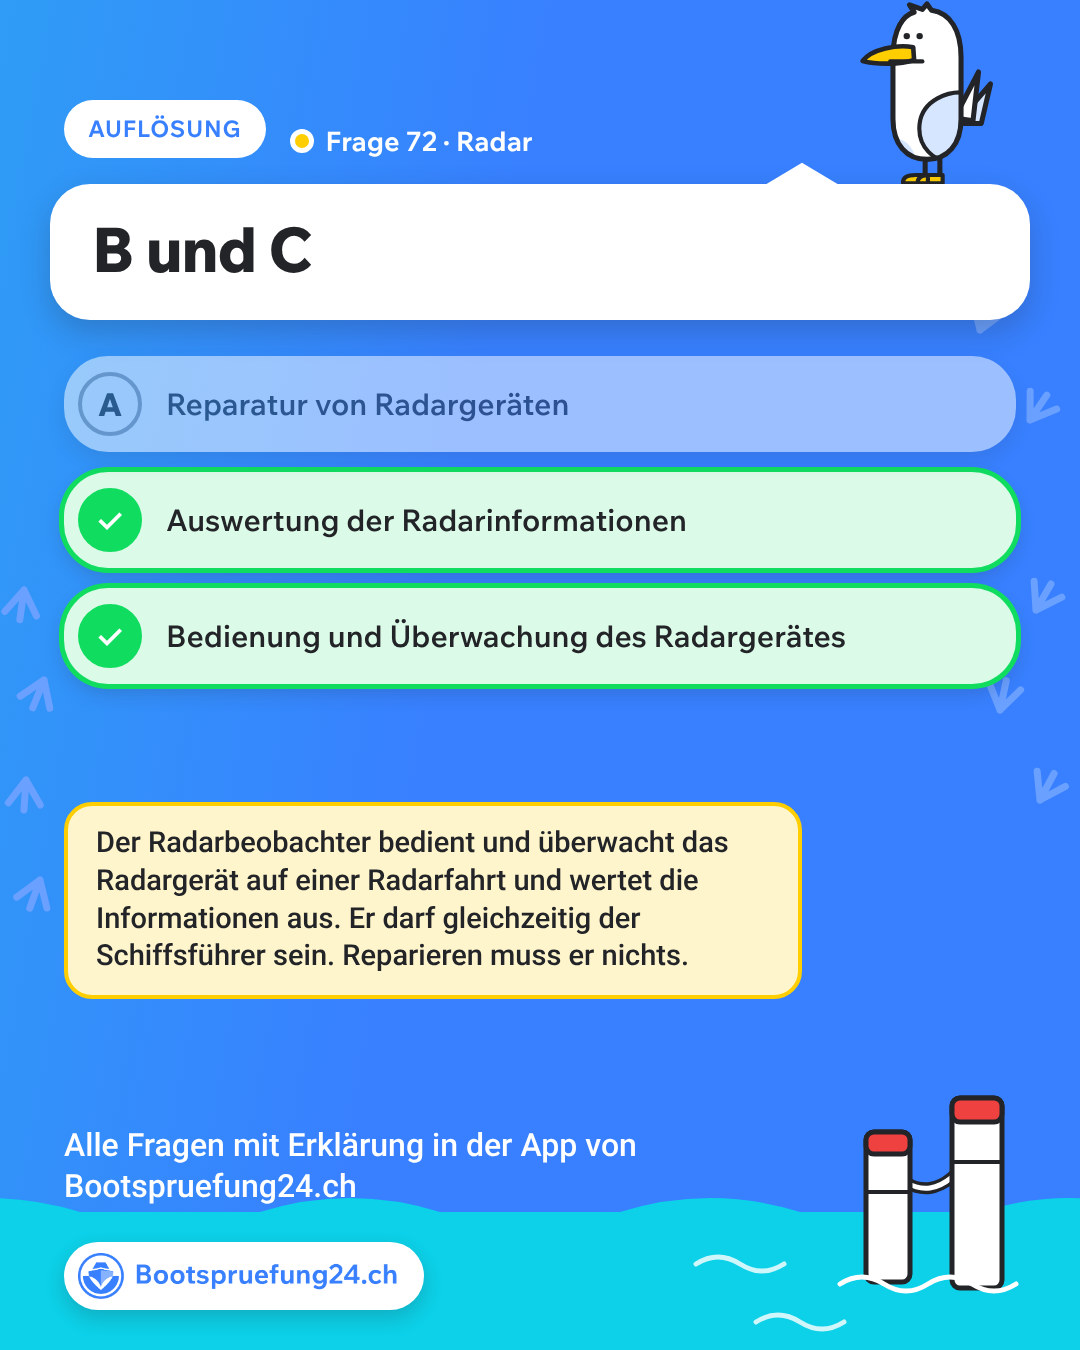 AUFLÖSUNG
Frage 72 · Radar
B und C
A
Reparatur von Radargeräten
Auswertung der Radarinformationen
Bedienung und Überwachung des Radargerätes
Der Radarbeobachter bedient und überwacht das
Radargerät auf einer Radarfahrt und wertet die
Informationen aus. Er darf gleichzeitig der
Schiffsführer sein. Reparieren muss er nichts.
Alle Fragen mit Erklärung in der App von
Bootspruefung24.ch
Bootspruefung24.ch